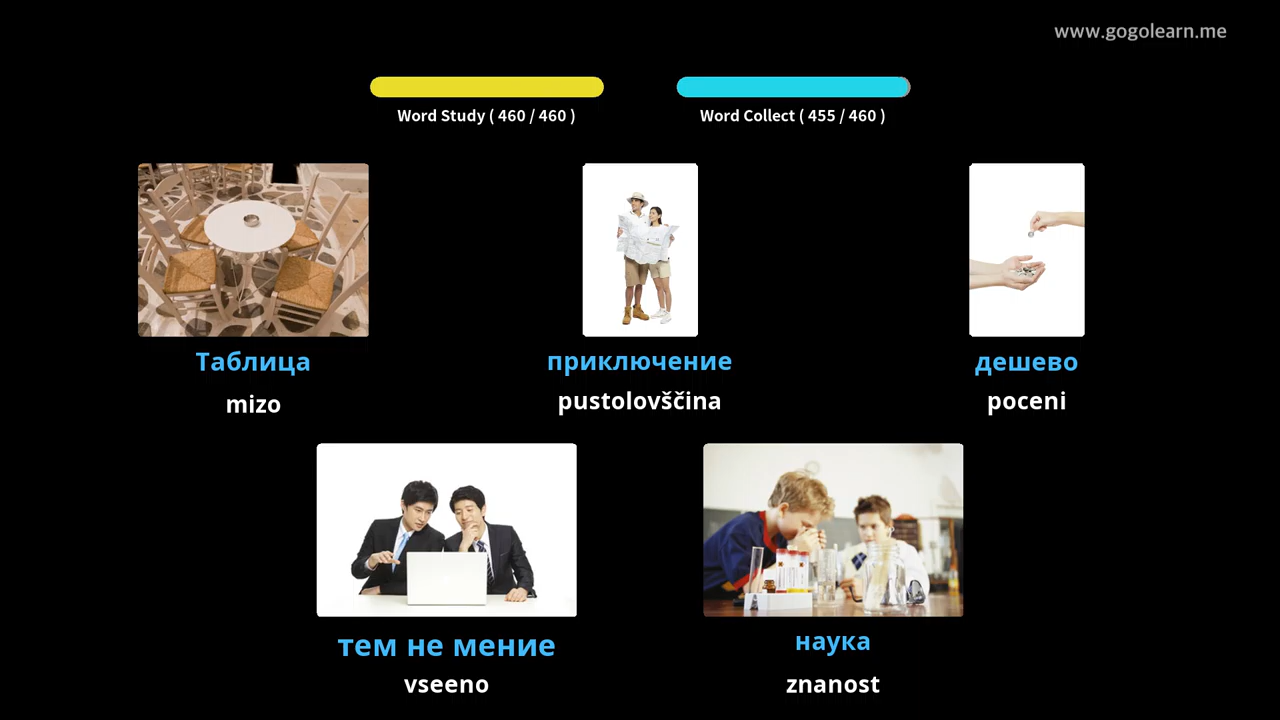 www.gogolearn.me
Word Study ( 460 / 460 )
Word Collect ( 455 / 460 )
Таблица
mizo
приключение
pustolovščina
дешево
poceni
тем не мение
vseeno
наука
znanost